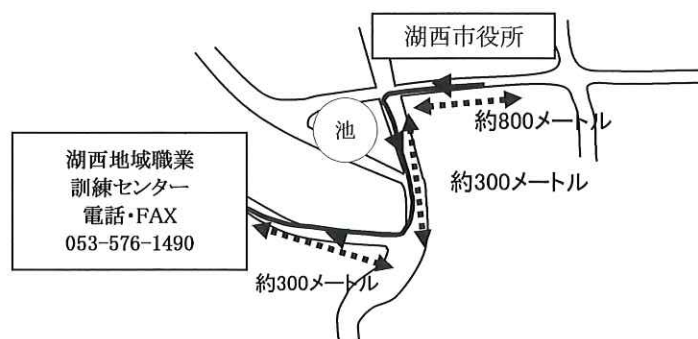 湖西市役所
約800メートル
池
約300メートル
湖西地域職業
訓練センター
電話・FAX
053-576-1490
約300メートル